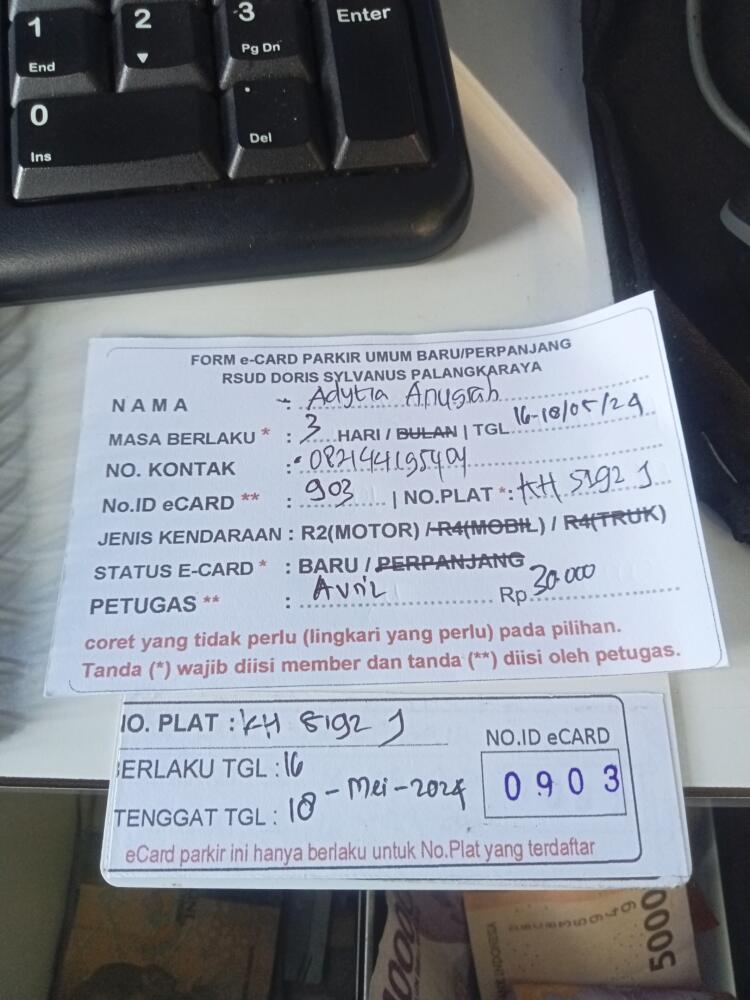 1
End
2
3
Pg Dn
Enter
0
Ins
.
Del
FORM e-CARD PARKIR UMUM BARU/PERPANJANG
RSUD DORIS SYLVANUS PALANGKARAYA
NAMA : Adytia Anugrah
MASA BERLAKU * : 3 HARI / BULAN | TGL 16-18/05/24
NO. KONTAK :
No.ID eCARD ** : 903 | NO.PLAT *: KH 5192 J
JENIS KENDARAAN : R2(MOTOR) / R4(MOBIL) / R4(TRUK)
STATUS E-CARD * : BARU / PERPANJANG
PETUGAS ** : Rp 30.000
coret yang tidak perlu (lingkari yang perlu) pada pilihan.
Tanda (*) wajib diisi member dan tanda (**) diisi oleh petugas.
NO. PLAT : KH 5192 J
BERLAKU TGL : 16
TENGGAT TGL : 18 - Mei - 2024
NO.ID eCARD
0903
eCard parkir ini hanya berlaku untuk No.Plat yang terdaftar
INDONESIA
5000